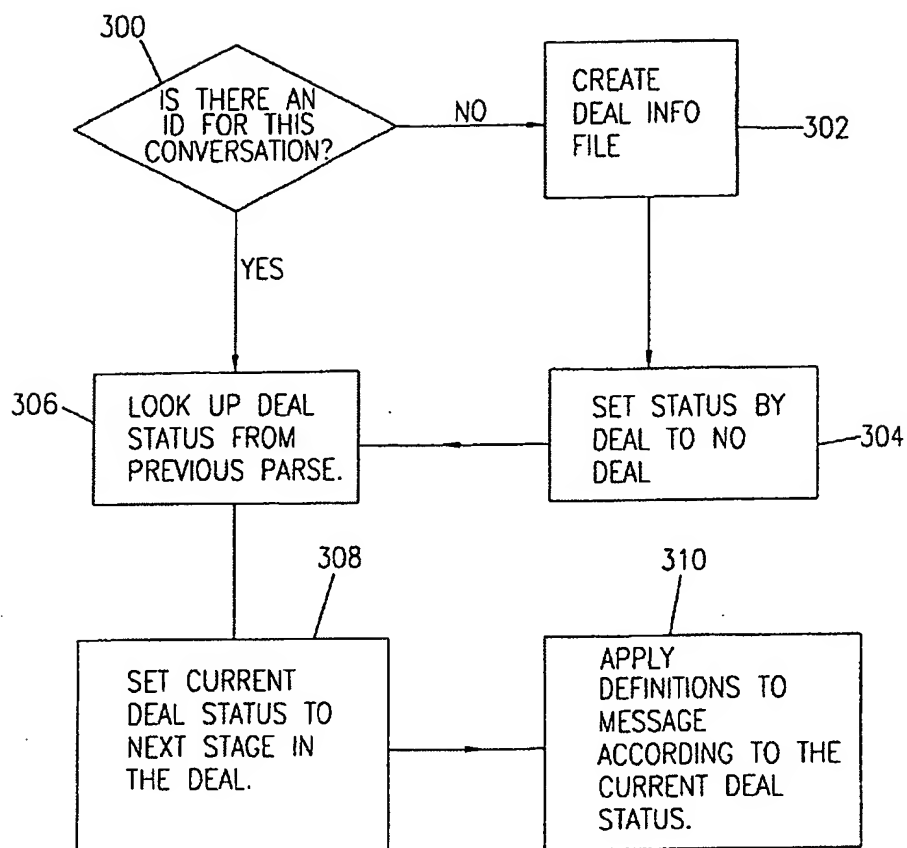 300
IS THERE AN
ID FOR THIS
CONVERSATION?
NO
CREATE
DEAL INFO
FILE
302
YES
306
LOOK UP DEAL
STATUS FROM
PREVIOUS PARSE.
SET STATUS BY
DEAL TO NO
DEAL
304
308
SET CURRENT
DEAL STATUS TO
NEXT STAGE IN
THE DEAL.
310
APPLY
DEFINITIONS TO
MESSAGE
ACCORDING TO THE
CURRENT DEAL
STATUS.